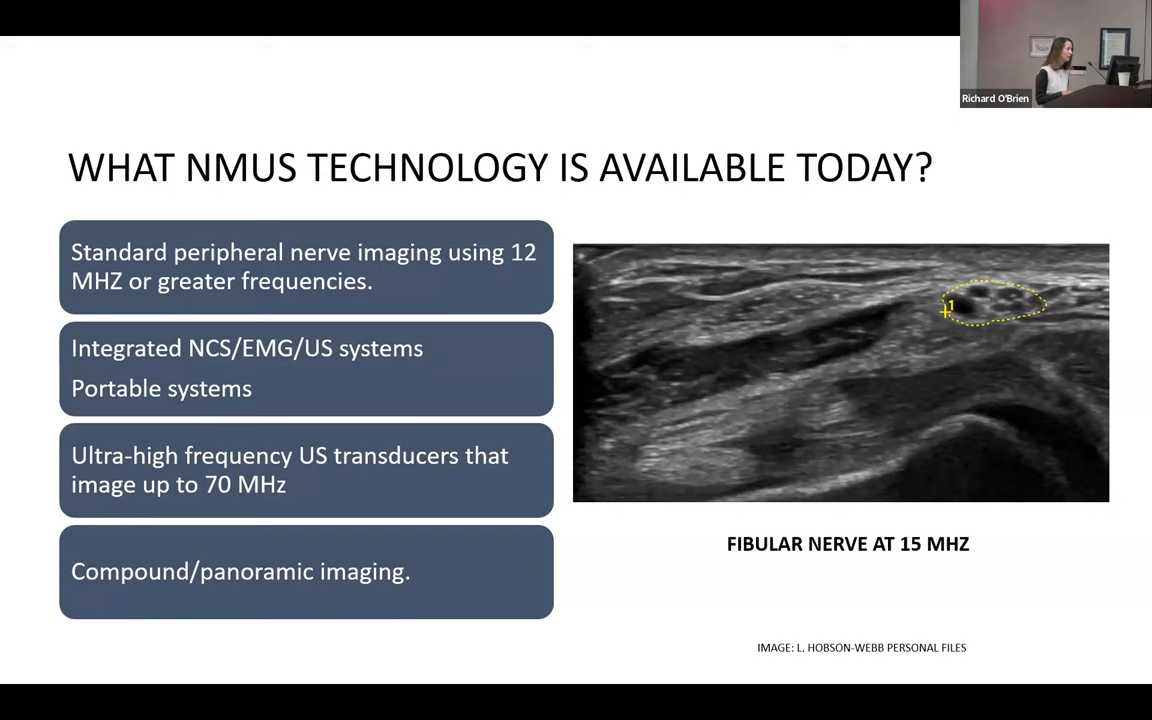 Richard O'Brien
WHAT NMUS TECHNOLOGY IS AVAILABLE TODAY?
Standard peripheral nerve imaging using 12
MHZ or greater frequencies.
Integrated NCS/EMG/US systems
Portable systems
Ultra-high frequency US transducers that
image up to 70 MHz
Compound/panoramic imaging.
1
FIBULAR NERVE AT 15 MHZ
IMAGE: L. HOBSON-WEBB PERSONAL FILES